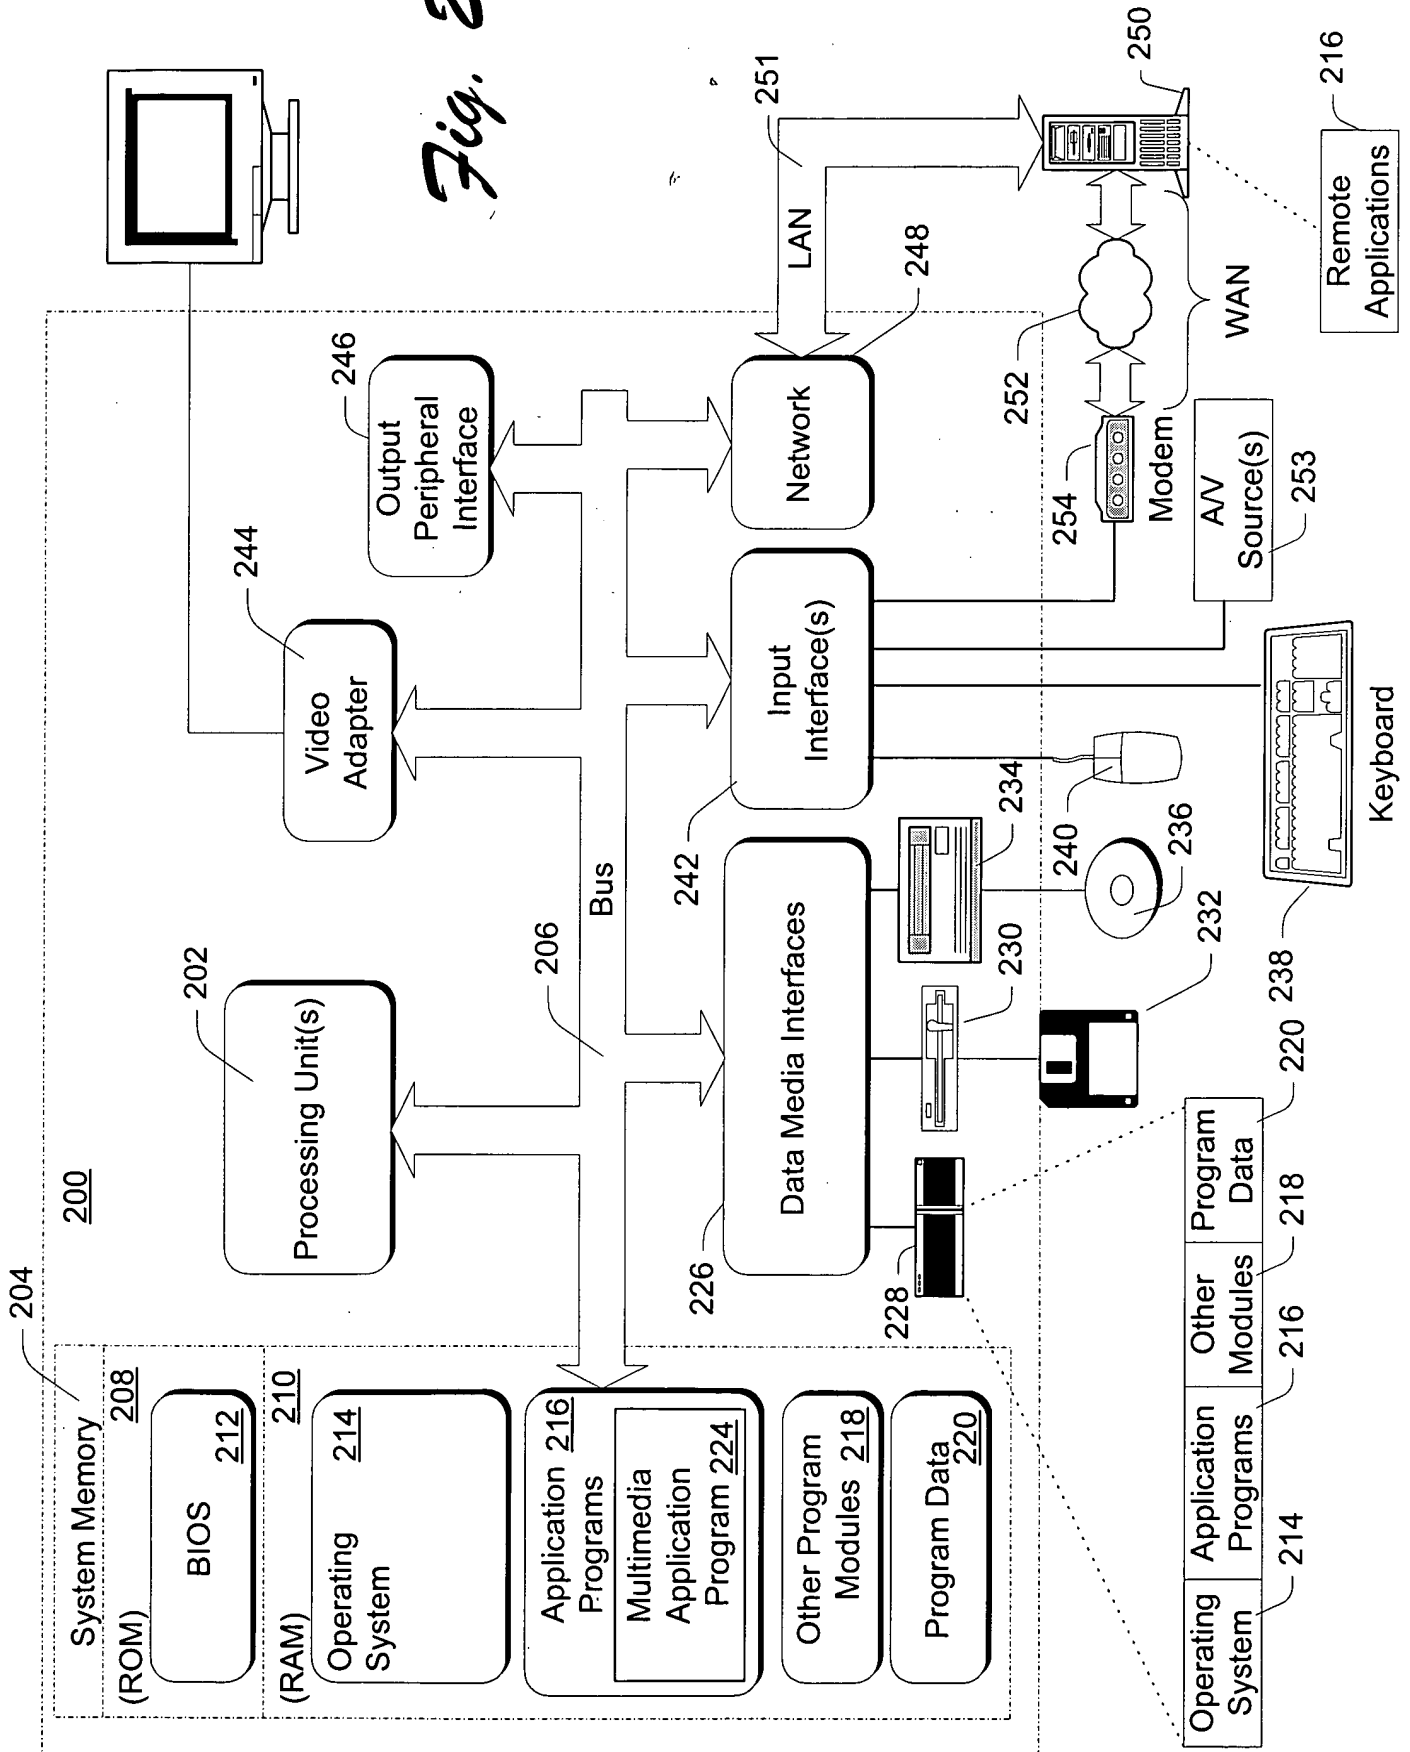 Fig. 2
200
204
System Memory
(ROM) 208
BIOS
212
(RAM) 210
Operating
System
214
Application 216
Programs
Multimedia
Application
Program 224
Other Program
Modules 218
Program Data
220
202
Processing Unit(s)
244
Video
Adapter
246
Output
Peripheral
Interface
206
Bus
226
Data Media Interfaces
242
Input
Interface(s)
Network
248
LAN
251
228
230
234
240
236
232
238
Keyboard
254
Modem
252
WAN
250
A/V
Source(s)
253
Remote
Applications
216
Operating
System
214
Application
Programs
216
Other
Modules
218
Program
Data
220